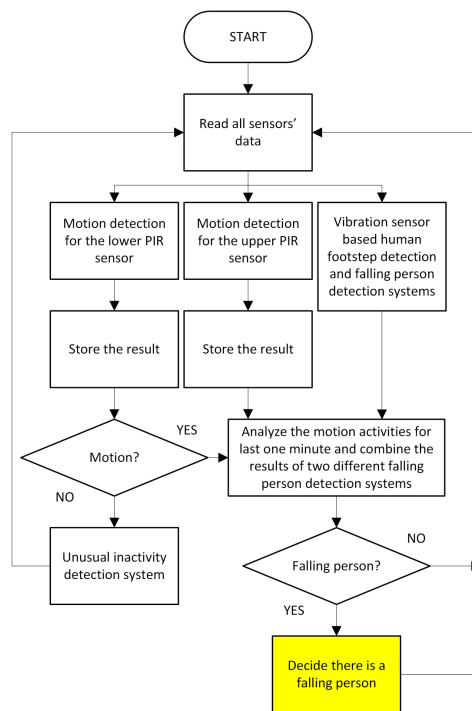 START
Read all sensors'
data
Motion detection
for the lower PIR
sensor
Motion detection
for the upper PIR
sensor
Vibration sensor
based human
footstep detection
and falling person
detection systems
Store the result
Store the result
Motion?
YES
NO
Analyze the motion activities for
last one minute and combine the
results of two different falling
person detection systems
Unusual inactivity
detection system
Falling person?
NO
YES
Decide there is a
falling person